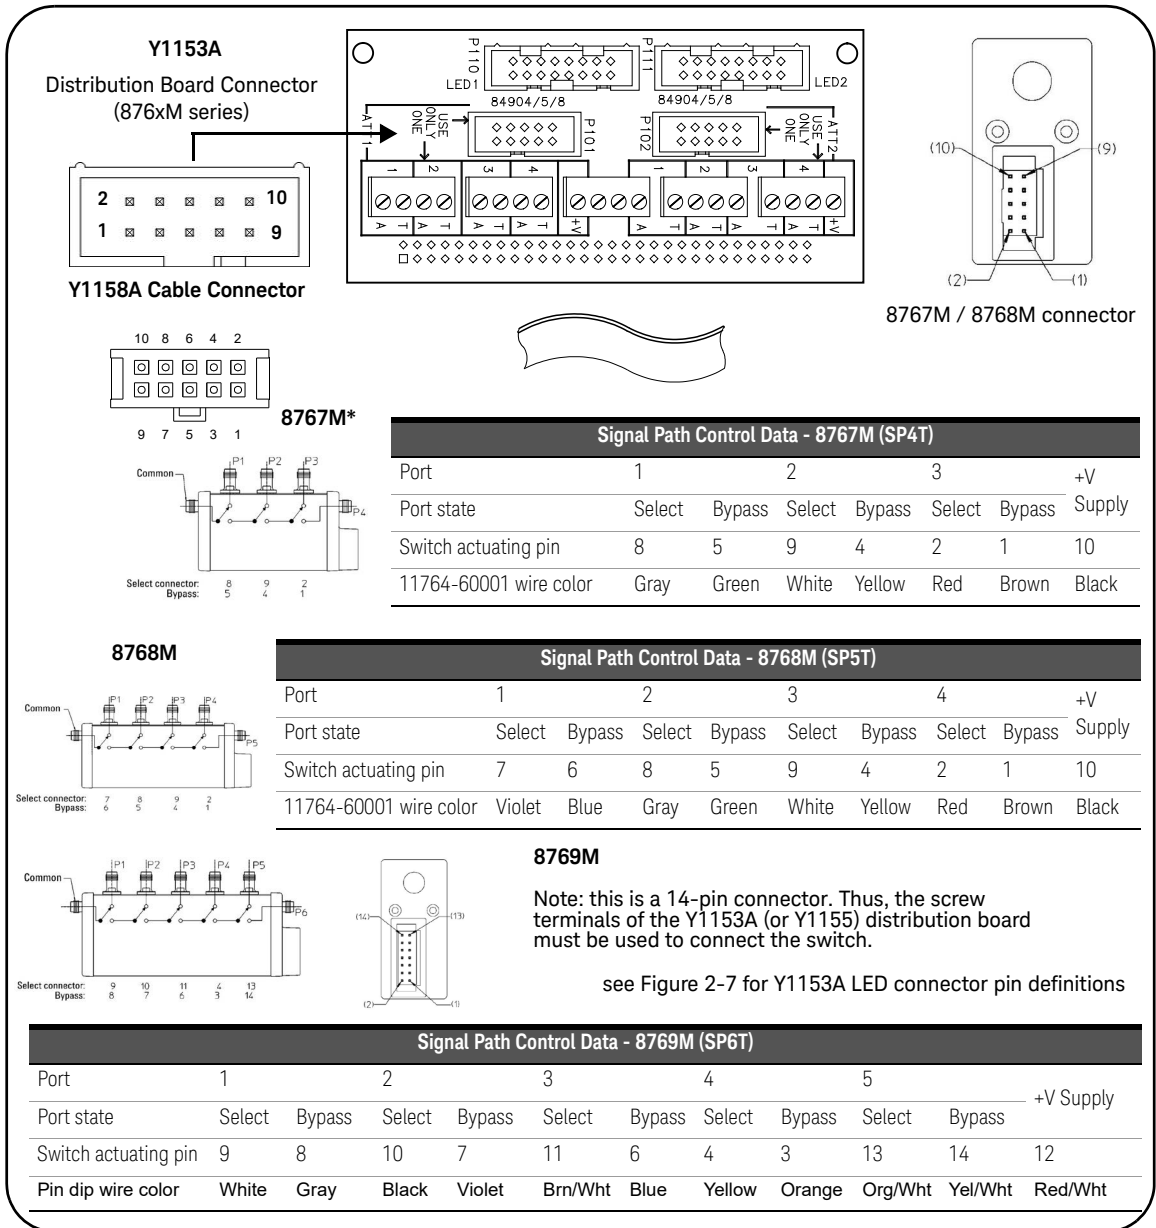 Y1153A
Distribution Board Connector
(876xM series)
2 10
1 9
Y1158A Cable Connector
P110
P111
LED1
LED2
84904/5/8
84904/5/8
ATT1
USE ONLY ONE
P101
P102
USE ONLY ONE
ATT2
1 2 3 4 1 2 3 4
A T A T A T A T +V A T A T A T A T +V
(10) (9)
(2) (1)
8767M / 8768M connector
10 8 6 4 2
9 7 5 3 1
8767M*
Common
P1 P2 P3
P4
Select connector: 8 9 2
Bypass: 5 4 1
Signal Path Control Data - 8767M (SP4T)
Port 1 2 3 +V Supply
Port state Select Bypass Select Bypass Select Bypass
Switch actuating pin 8 5 9 4 2 1 10
11764-60001 wire color Gray Green White Yellow Red Brown Black
8768M
Common
P1 P2 P3 P4
P5
Select connector: 7 8 9 2
Bypass: 6 5 4 1
Signal Path Control Data - 8768M (SP5T)
Port 1 2 3 4 +V Supply
Port state Select Bypass Select Bypass Select Bypass Select Bypass
Switch actuating pin 7 6 8 5 9 4 2 1 10
11764-60001 wire color Violet Blue Gray Green White Yellow Red Brown Black
Common
P1 P2 P3 P4 P5
P6
Select connector: 9 10 11 4 13
Bypass: 8 7 6 3 14
(14) (13)
(2) (1)
8769M
Note: this is a 14-pin connector. Thus, the screw
terminals of the Y1153A (or Y1155) distribution board
must be used to connect the switch.
see Figure 2-7 for Y1153A LED connector pin definitions
Signal Path Control Data - 8769M (SP6T)
Port 1 2 3 4 5 +V Supply
Port state Select Bypass Select Bypass Select Bypass Select Bypass Select Bypass
Switch actuating pin 9 8 10 7 11 6 4 3 13 14 12
Pin dip wire color White Gray Black Violet Brn/Wht Blue Yellow Orange Org/Wht Yel/Wht Red/Wht